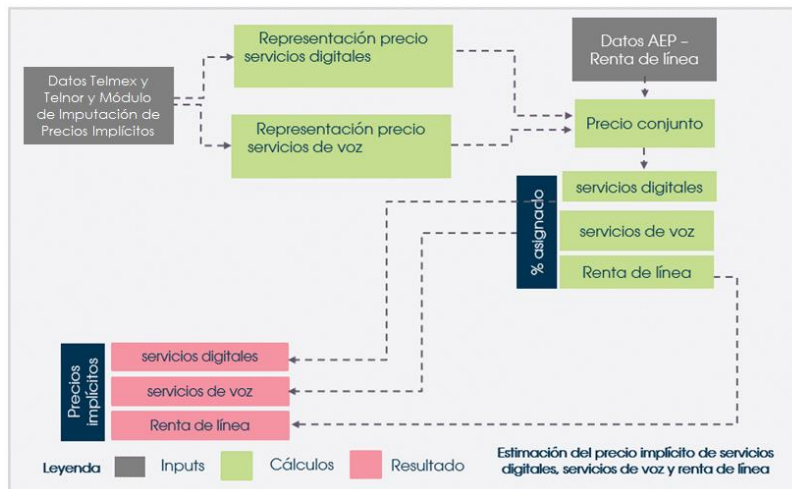 Representación precio
servicios digitales
Datos AEP –
Renta de línea
Datos Telmex y
Telnor y Módulo
de Imputación de
Precios Implícitos
Representación precio
servicios de voz
Precio conjunto
% asignado
servicios digitales
servicios de voz
Renta de línea
Precios
implícitos
servicios digitales
servicios de voz
Renta de línea
Leyenda
Inputs
Cálculos
Resultado
Estimación del precio implícito de servicios
digitales, servicios de voz y renta de línea